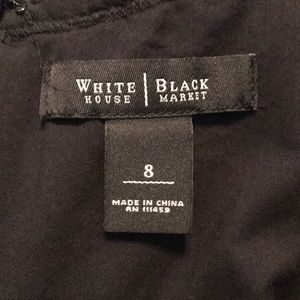 WHITE | BLACK
HOUSE | MARKET
8
MADE IN CHINA
RN 111459